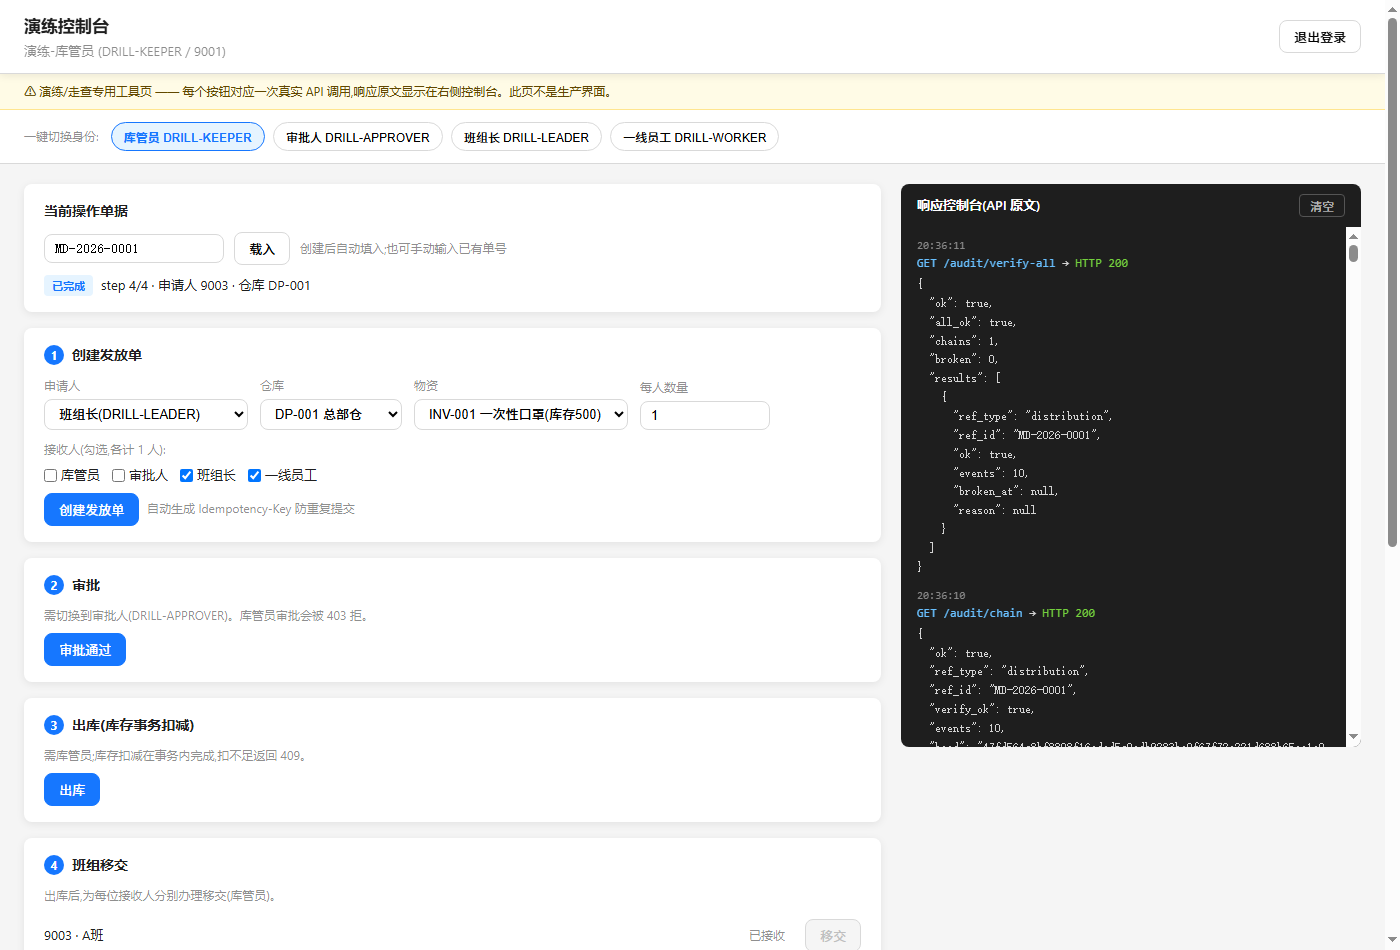 演练控制台
演练-库管员 (DRILL-KEEPER / 9001)
退出登录
⚠ 演练/走查专用工具页 —— 每个按钮对应一次真实 API 调用,响应原文显示在右侧控制台。此页不是生产界面。
一键切换身份:
库管员 DRILL-KEEPER
审批人 DRILL-APPROVER
班组长 DRILL-LEADER
一线员工 DRILL-WORKER
当前操作单据
MD-2026-0001
载入
创建后自动填入;也可手动输入已有单号
已完成
step 4/4 · 申请人 9003 · 仓库 DP-001
1 创建发放单
申请人
仓库
物资
每人数量
班组长(DRILL-LEADER)
DP-001 总部仓
INV-001 一次性口罩(库存500)
1
接收人(勾选,各计 1 人):
库管员
审批人
班组长
一线员工
创建发放单
自动生成 Idempotency-Key 防重复提交
2 审批
需切换到审批人(DRILL-APPROVER)。库管员审批会被 403 拒。
审批通过
3 出库(库存事务扣减)
需库管员;库存扣减在事务内完成,扣不足返回 409。
出库
4 班组移交
出库后,为每位接收人分别办理移交(库管员)。
9003 · A班
已接收
移交
响应控制台(API 原文)
清空
20:36:11
GET /audit/verify-all → HTTP 200
{
"ok": true,
"all_ok": true,
"chains": 1,
"broken": 0,
"results": [
{
"ref_type": "distribution",
"ref_id": "MD-2026-0001",
"ok": true,
"events": 10,
"broken_at": null,
"reason": null
}
]
}
20:36:10
GET /audit/chain → HTTP 200
{
"ok": true,
"ref_type": "distribution",
"ref_id": "MD-2026-0001",
"verify_ok": true,
"events": 10,